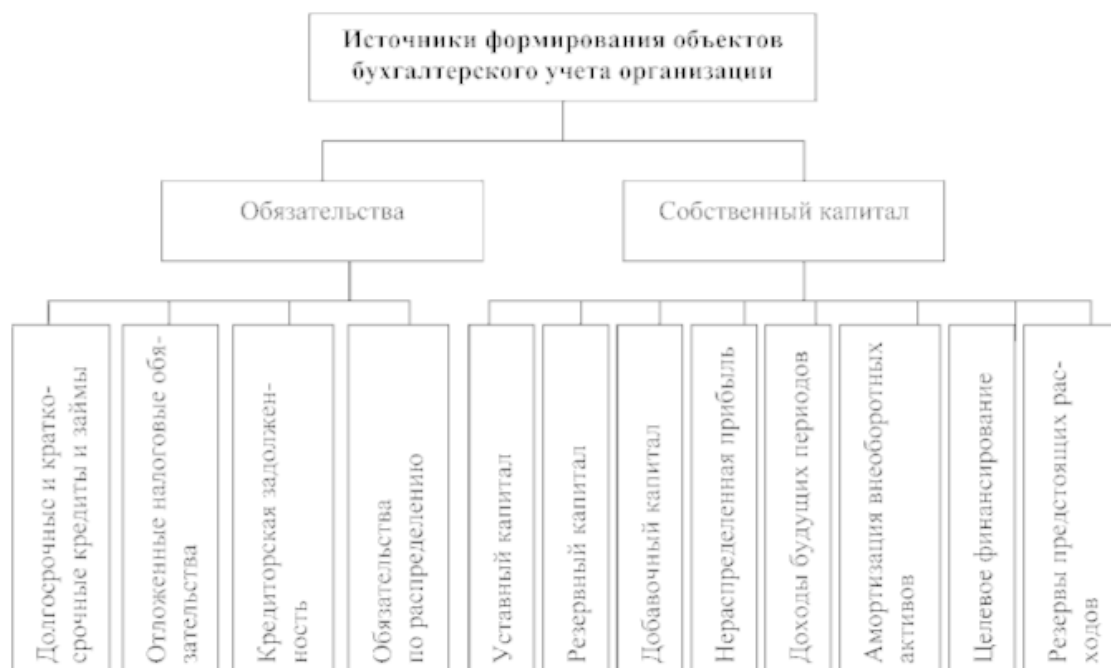 Источники формирования объектов
бухгалтерского учета организации
Обязательства
Собственный капитал
Долгосрочные и кратко-
срочные кредиты и займы
Отложенные налоговые обя-
зательства
Кредиторская задолжен-
ность
Обязательства
по распределению
Уставный капитал
Резервный капитал
Добавочный капитал
Нераспределенная прибыль
Доходы будущих периодов
Амортизация внеоборотных
активов
Целевое финансирование
Резервы предстоящих рас-
ходов